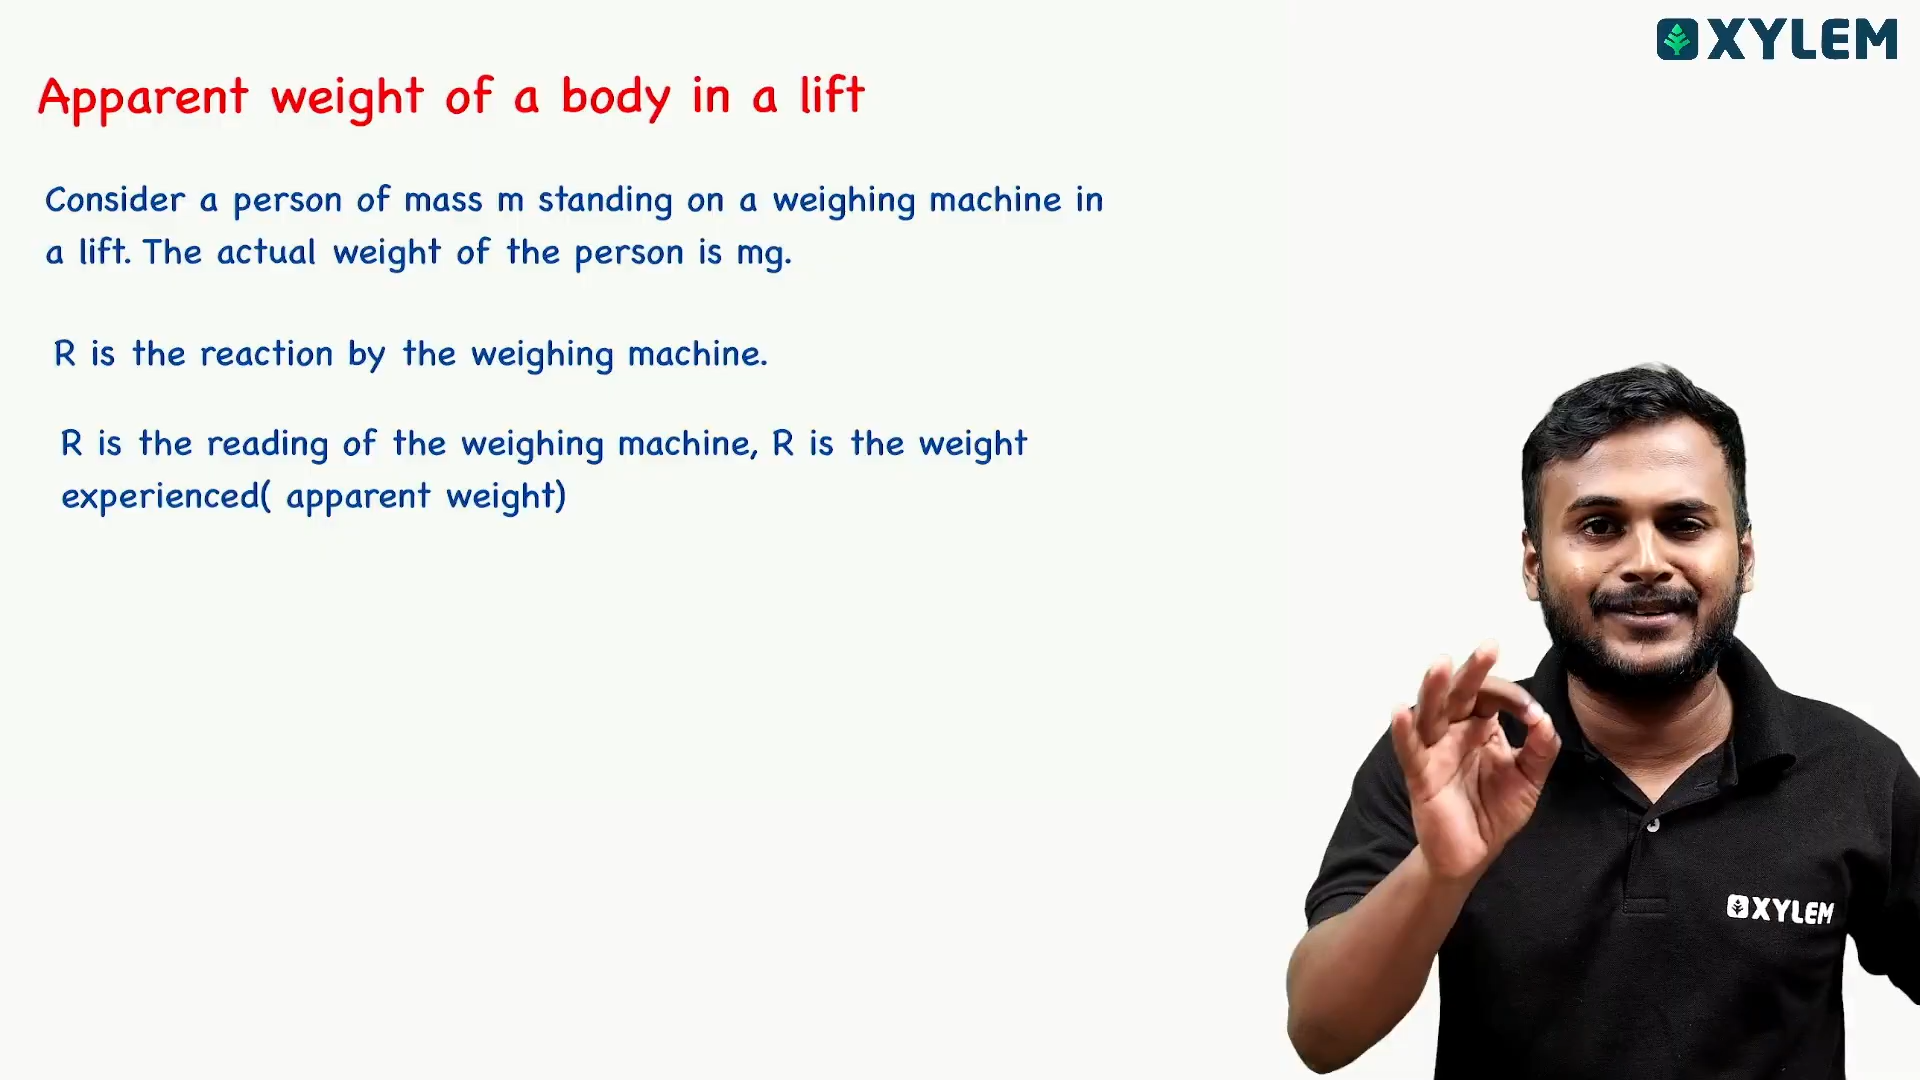 XYLEM
Apparent weight of a body in a lift
Consider a person of mass m standing on a weighing machine in
a lift. The actual weight of the person is mg.
R is the reaction by the weighing machine.
R is the reading of the weighing machine, R is the weight
experienced( apparent weight)
XYLEM